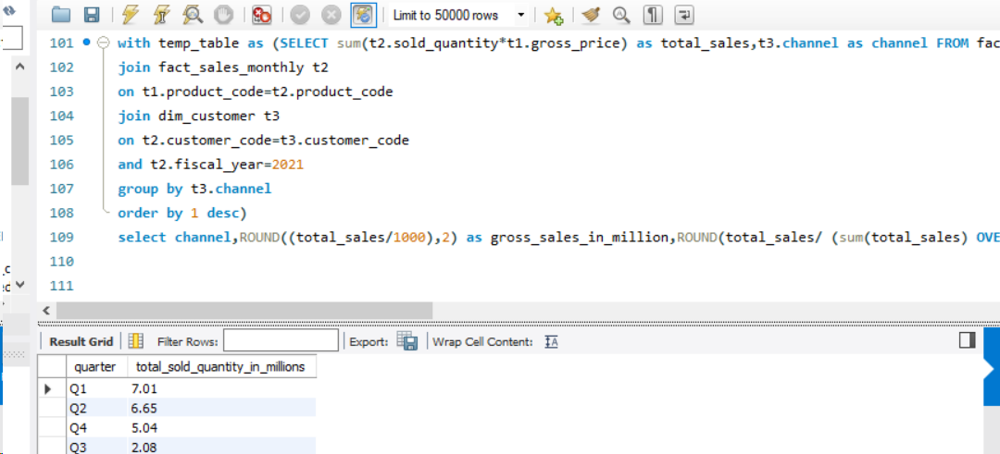 Limit to 50000 rows
101 with temp_table as (SELECT sum(t2.sold_quantity*t1.gross_price) as total_sales,t3.channel as channel FROM fac
102 join fact_sales_monthly t2
103 on t1.product_code=t2.product_code
104 join dim_customer t3
105 on t2.customer_code=t3.customer_code
106 and t2.fiscal_year=2021
107 group by t3.channel
108 order by 1 desc)
109 select channel,ROUND((total_sales/1000),2) as gross_sales_in_million,ROUND(total_sales/ (sum(total_sales) OVE
110
111
Result Grid Filter Rows: Export: Wrap Cell Content:
quarter total_sold_quantity_in_millions
Q1 7.01
Q2 6.65
Q4 5.04
Q3 2.08